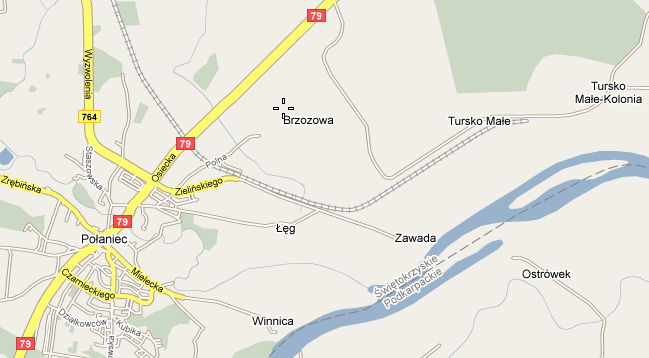 79
Wyzwolenia
764
Brzozowa
Tursko
Małe-Kolonia
Tursko Małe
79
Osiecka
Polna
Staszowska
Zrębińska
Zielińskiego
79
Łęg
Połaniec
Zawada
Mielecka
Czarnieckiego
Świętokrzyskie
Podkarpackie
Ostrówek
Winnica
Działkowców
Kubika
owska
79